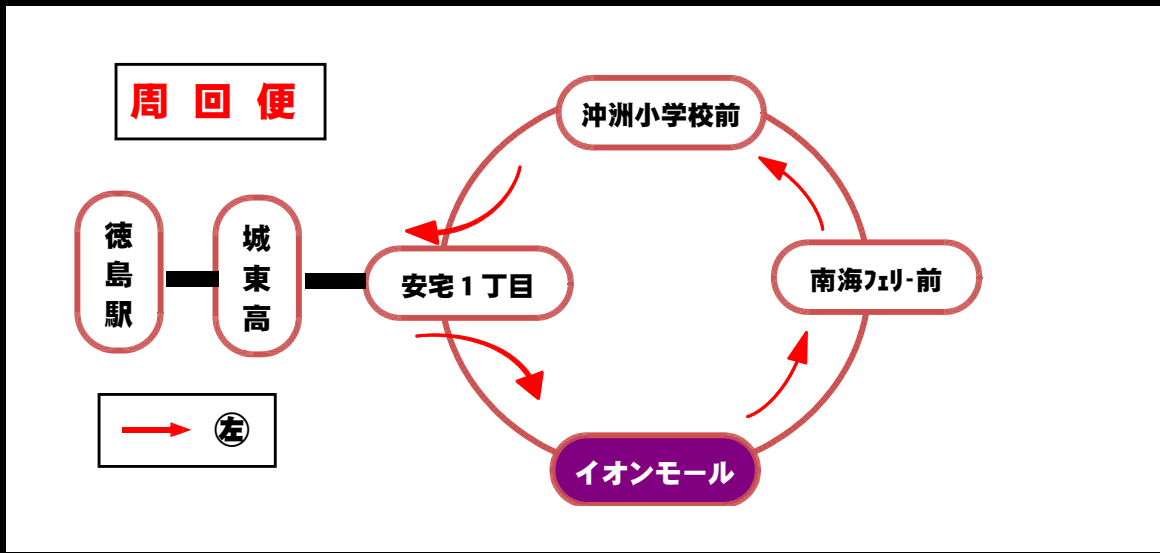 周回便
沖洲小学校前
徳島駅
城東高
安宅１丁目
南海ﾌｪﾘｰ前
㊧
イオンモール